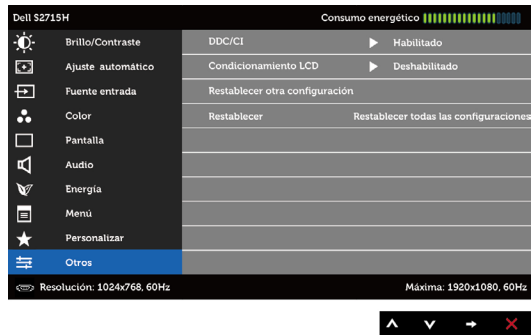 Dell S2715H Consumo energético
Brillo/Contraste DDC/CI Habilitado
Ajuste automático Condicionamiento LCD Deshabilitado
Fuente entrada Restablecer otra configuración
Color Restablecer Restablecer todas las configuraciones
Pantalla
Audio
Energía
Menú
Personalizar
Otros
Resolución: 1024x768, 60Hz Máxima: 1920x1080, 60Hz